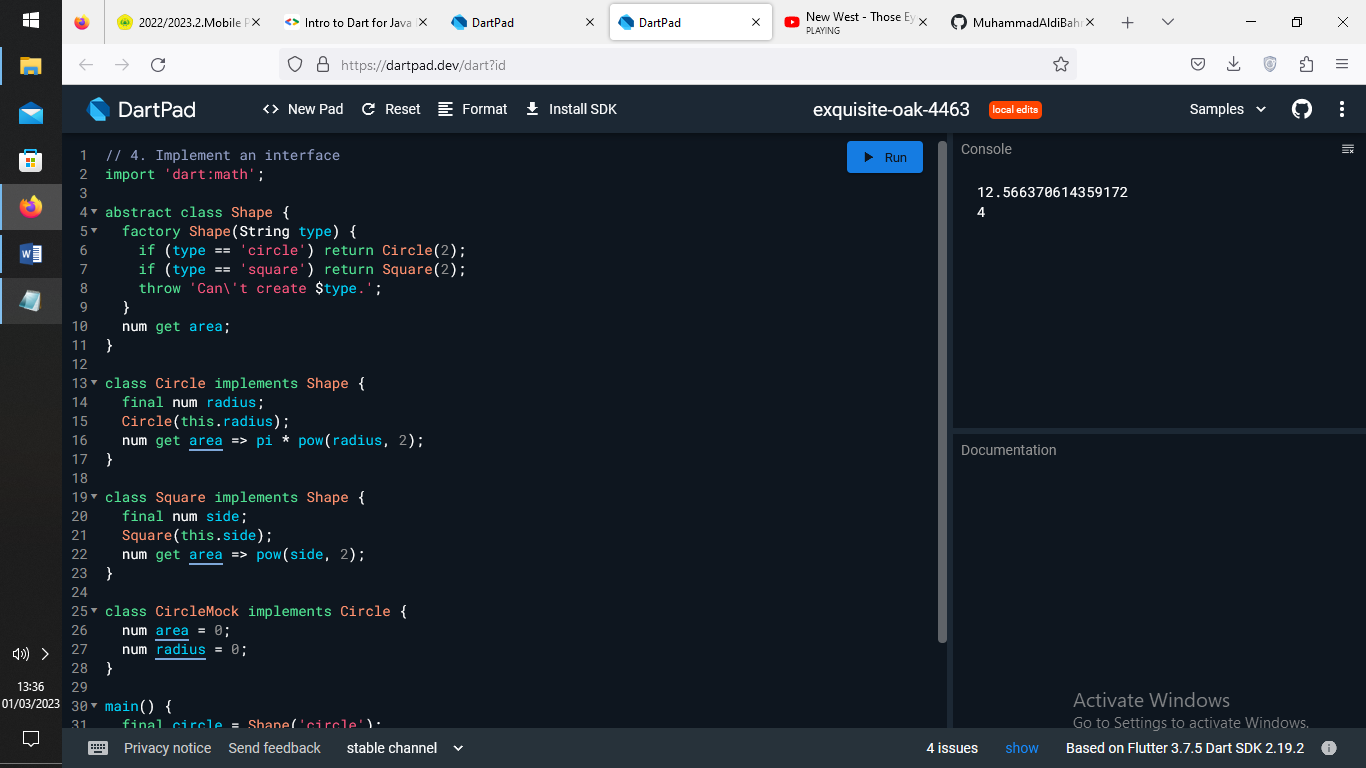 2022/2023.2.Mobile P
Intro to Dart for Java
DartPad
DartPad
New West - Those Ey
PLAYING
MuhammadAldiBah
https://dartpad.dev/dart?id
DartPad
<> New Pad
Reset
Format
Install SDK
exquisite-oak-4463
local edits
Samples
1 // 4. Implement an interface
2 import 'dart:math';
3
4 abstract class Shape {
5 factory Shape(String type) {
6 if (type == 'circle') return Circle(2);
7 if (type == 'square') return Square(2);
8 throw 'Can\'t create $type.';
9 }
10 num get area;
11 }
12
13 class Circle implements Shape {
14 final num radius;
15 Circle(this.radius);
16 num get area => pi * pow(radius, 2);
17 }
18
19 class Square implements Shape {
20 final num side;
21 Square(this.side);
22 num get area => pow(side, 2);
23 }
24
25 class CircleMock implements Circle {
26 num area = 0;
27 num radius = 0;
28 }
29
30 main() {
31 final circle = Shape('circle');
Run
Console
12.566370614359172
4
Documentation
Activate Windows
Go to Settings to activate Windows.
Privacy notice
Send feedback
stable channel
4 issues
show
Based on Flutter 3.7.5 Dart SDK 2.19.2
13:36
01/03/2023